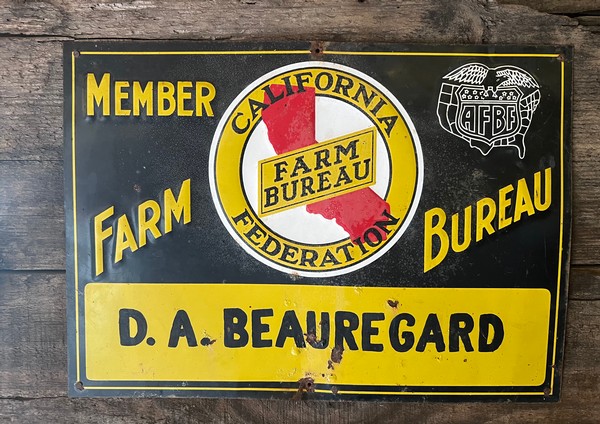 MEMBER
CALIFORNIA
FARM
BUREAU
FEDERATION
AFBF
FARM
BUREAU
D. A. BEAUREGARD